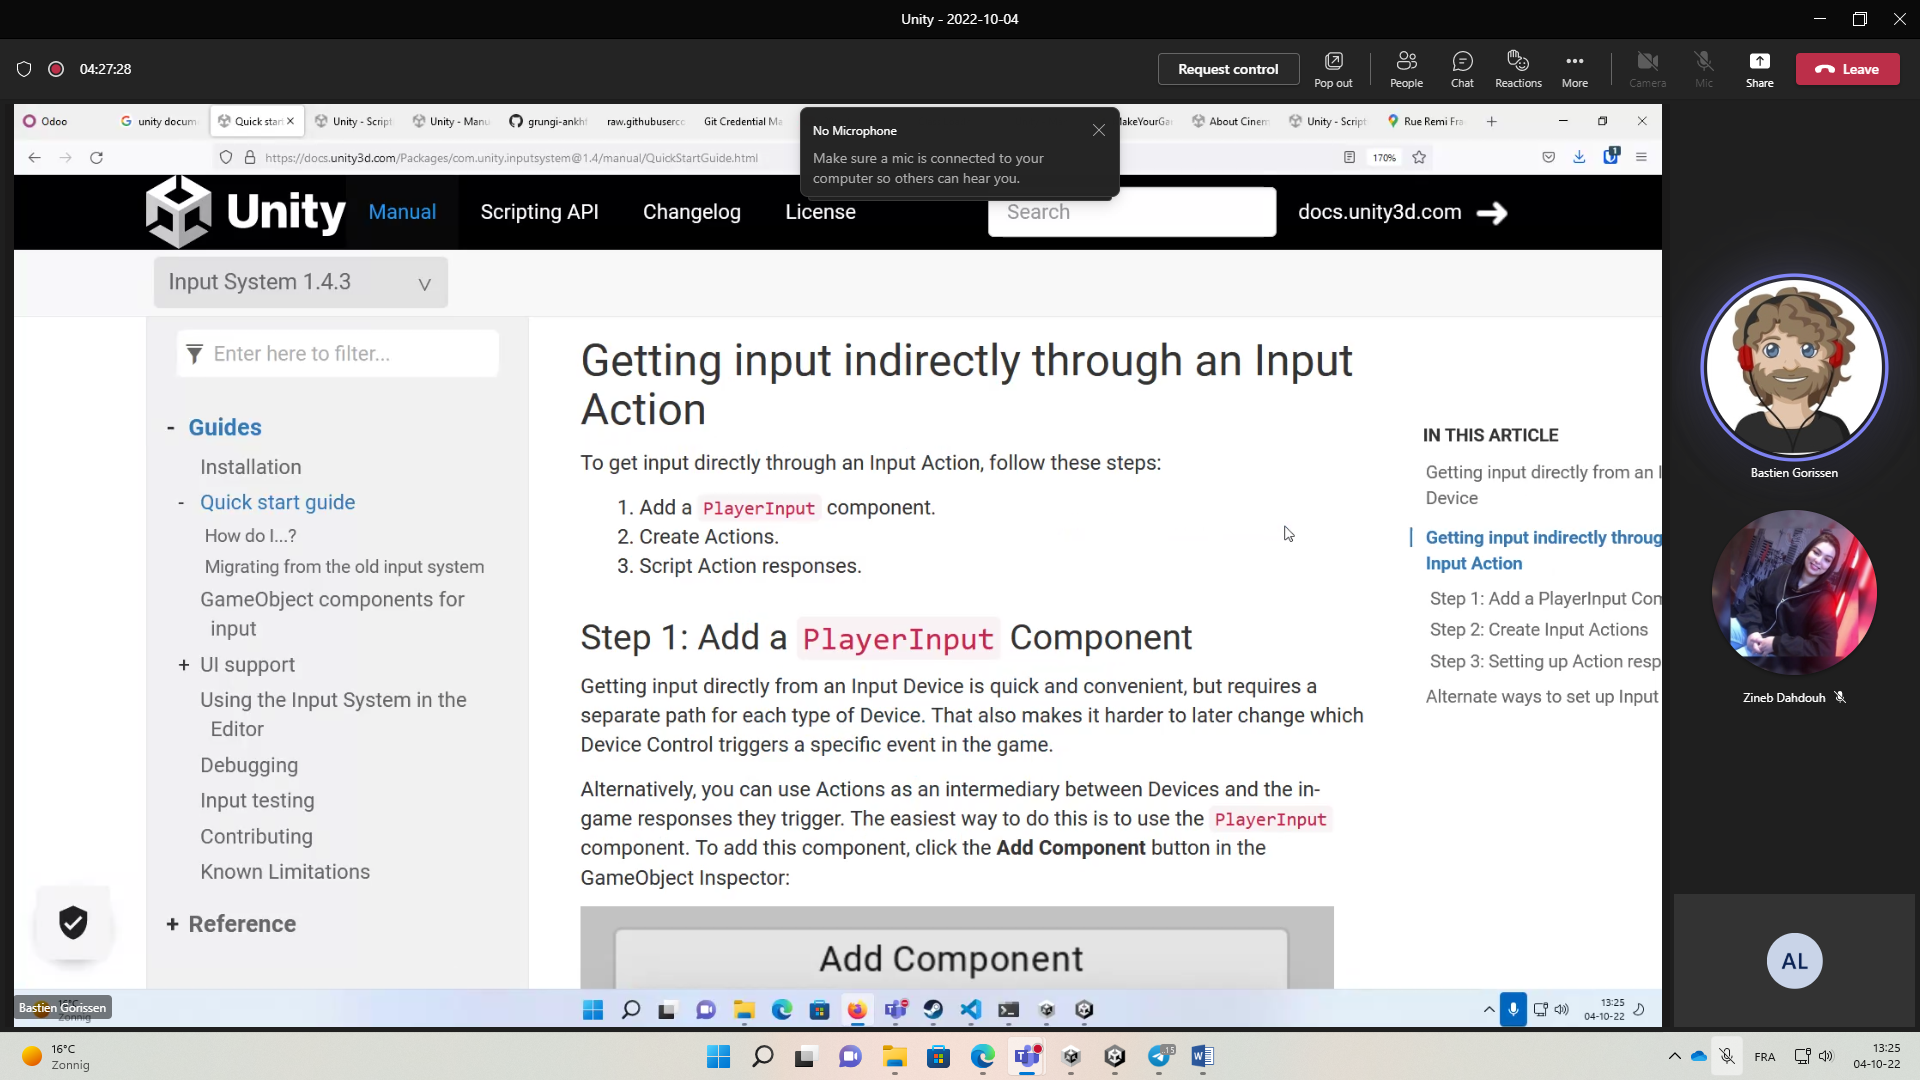 Unity - 2022-10-04
04:27:28
Request control
Pop out
People
Chat
Reactions
More
Camera
Mic
Share
Leave
Odoo
unity docum
Quick star
Unity - Script
Unity - Manu
grungi-ankhf
raw.githubuserco
Git Credential Ma
MakeYourGa
About Cinem
Unity - Script
Rue Remi Fra
No Microphone
Make sure a mic is connected to your
computer so others can hear you.
https://docs.unity3d.com/Packages/com.unity.inputsystem@1.4/manual/QuickStartGuide.html
170%
1
Unity
Manual
Scripting API
Changelog
License
Search
docs.unity3d.com
Input System 1.4.3
Enter here to filter...
- Guides
Installation
- Quick start guide
How do I...?
Migrating from the old input system
GameObject components for
input
+ UI support
Using the Input System in the
Editor
Debugging
Input testing
Contributing
Known Limitations
+ Reference
Getting input indirectly through an Input
Action
To get input directly through an Input Action, follow these steps:
1. Add a PlayerInput component.
2. Create Actions.
3. Script Action responses.
Step 1: Add a PlayerInput Component
Getting input directly from an Input Device is quick and convenient, but requires a
separate path for each type of Device. That also makes it harder to later change which
Device Control triggers a specific event in the game.
Alternatively, you can use Actions as an intermediary between Devices and the in-
game responses they trigger. The easiest way to do this is to use the PlayerInput
component. To add this component, click the Add Component button in the
GameObject Inspector:
Add Component
IN THIS ARTICLE
Getting input directly from an I
Device
Getting input indirectly throug
Input Action
Step 1: Add a PlayerInput Com
Step 2: Create Input Actions
Step 3: Setting up Action resp
Alternate ways to set up Input
Bastien Gorissen
Zineb Dahdouh
AL
Bastien Gorissen
Zonnig
13:25
04-10-22
16°C
Zonnig
15
FRA
13:25
04-10-22